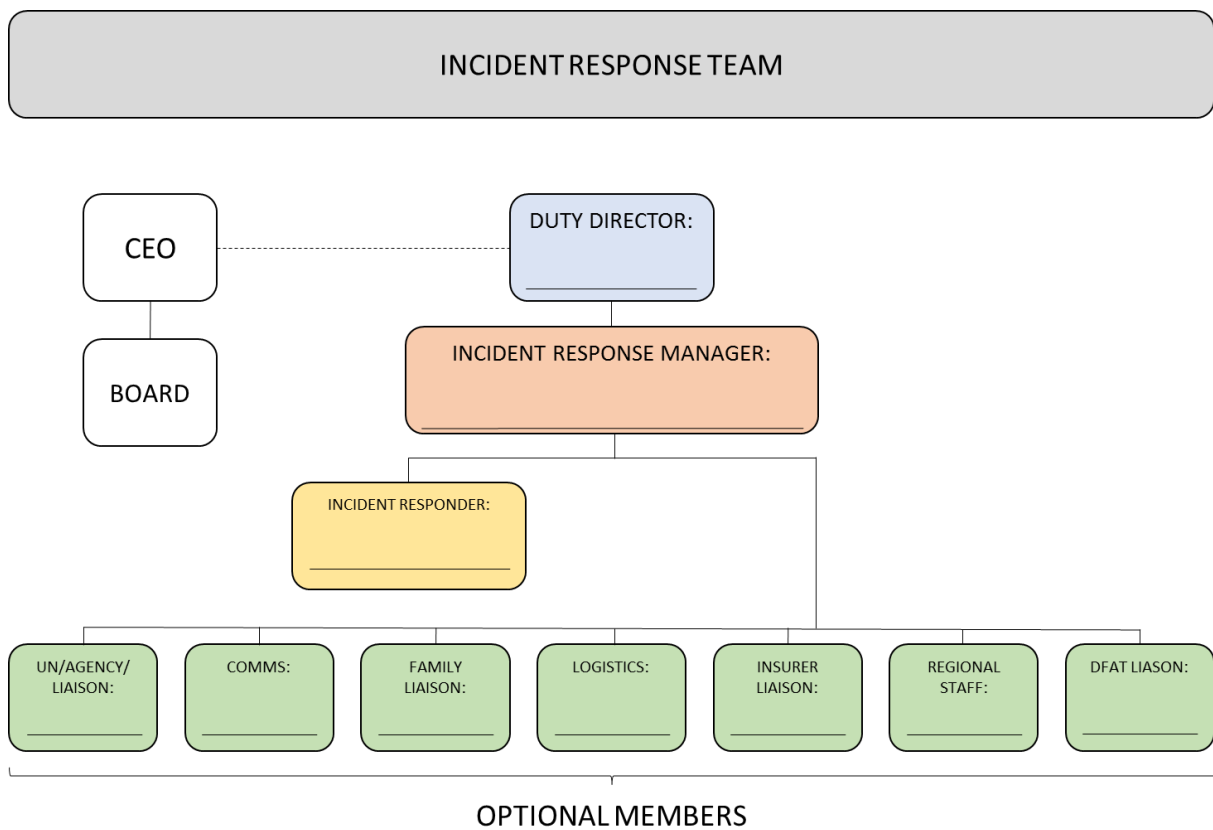 INCIDENT RESPONSE TEAM
CEO
DUTY DIRECTOR:
BOARD
INCIDENT RESPONSE MANAGER:
INCIDENT RESPONDER:
UN/AGENCY/
LIAISON:
COMMS:
FAMILY
LIAISON:
LOGISTICS:
INSURER
LIAISON:
REGIONAL
STAFF:
DFAT LIASON:
OPTIONAL MEMBERS